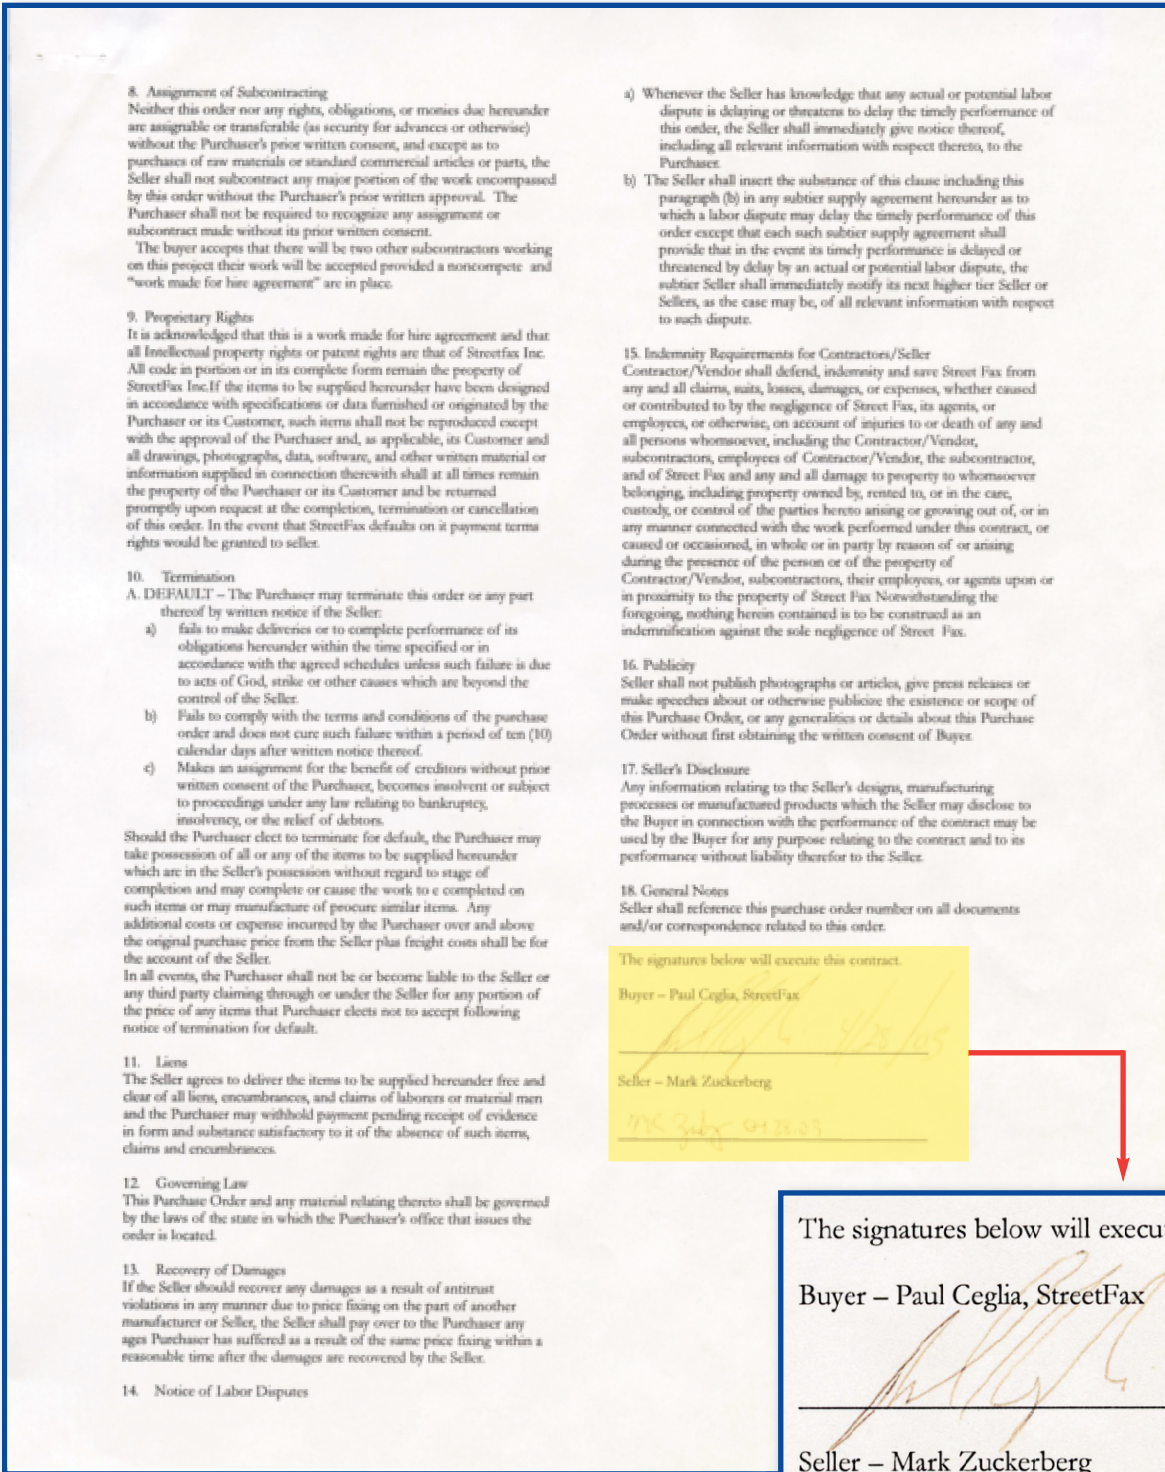 8. Assignment of Subcontracting
Neither this order nor any rights, obligations, or monies due hereunder
are assignable or transferable (as security for advances or otherwise)
without the Purchaser's prior written consent, and except as to
purchases of raw materials or standard commercial articles or parts, the
Seller shall not subcontract any major portion of the work encompassed
by this order without the Purchaser's prior written approval. The
Purchaser shall not be required to recognize any assignment or
subcontract made without its prior written consent.
The buyer accepts that there will be two other subcontractors working
on this project their work will be accepted provided a noncompete and
"work made for hire agreement" are in place.
9. Proprietary Rights
It is acknowledged that this is a work made for hire agreement and that
all Intellectual property rights or patent rights are that of Streetfax Inc.
All code in portion or in its complete form remain the property of
StreetFax Inc.If the items to be supplied hereunder have been designed
in accordance with specifications or data furnished or originated by the
Purchaser or its Customer, such items shall not be reproduced except
with the approval of the Purchaser and, as applicable, its Customer and
all drawings, photographs, data, software, and other written material or
information supplied in connection therewith shall at all times remain
the property of the Purchaser or its Customer and be returned
promptly upon request at the completion, termination or cancellation
of this order. In the event that StreetFax defaults on it payment terms
rights would be granted to seller.
10. Termination
A. DEFAULT – The Purchaser may terminate this order or any part
thereof by written notice if the Seller:
a) fails to make deliveries or to complete performance of its
obligations hereunder within the time specified or in
accordance with the agreed schedules unless such failure is due
to acts of God, strike or other causes which are beyond the
control of the Seller.
b) Fails to comply with the terms and conditions of the purchase
order and does not cure such failure within a period of ten (10)
calendar days after written notice thereof.
c) Makes an assignment for the benefit of creditors without prior
written consent of the Purchaser, becomes insolvent or subject
to proceedings under any law relating to bankruptcy,
insolvency, or the relief of debtors.
Should the Purchaser elect to terminate for default, the Purchaser may
take possession of all or any of the items to be supplied hereunder
which are in the Seller's possession without regard to stage of
completion and may complete or cause the work to e completed on
such items or may manufacture of procure similar items. Any
additional costs or expense incurred by the Purchaser over and above
the original purchase price from the Seller plus freight costs shall be for
the account of the Seller.
In all events, the Purchaser shall not be or become liable to the Seller or
any third party claiming through or under the Seller for any portion of
the price of any items that Purchaser elects not to accept following
notice of termination for default.
11. Liens
The Seller agrees to deliver the items to be supplied hereunder free and
clear of all liens, encumbrances, and claims of laborers or material men
and the Purchaser may withhold payment pending receipt of evidence
in form and substance satisfactory to it of the absence of such items,
claims and encumbrances.
12. Governing Law
This Purchase Order and any material relating thereto shall be governed
by the laws of the state in which the Purchaser's office that issues the
order is located.
13. Recovery of Damages
If the Seller should recover any damages as a result of antitrust
violations in any manner due to price fixing on the part of another
manufacturer or Seller, the Seller shall pay over to the Purchaser any
ages Purchaser has suffered as a result of the same price fixing within a
reasonable time after the damages are recovered by the Seller.
14. Notice of Labor Disputes
a) Whenever the Seller has knowledge that any actual or potential labor
dispute is delaying or threatens to delay the timely performance of
this order, the Seller shall immediately give notice thereof,
including all relevant information with respect thereto, to the
Purchaser.
b) The Seller shall insert the substance of this clause including this
paragraph (b) in any subtier supply agreement hereunder as to
which a labor dispute may delay the timely performance of this
order except that each such subtier supply agreement shall
provide that in the event its timely performance is delayed or
threatened by delay by an actual or potential labor dispute, the
subtier Seller shall immediately notify its next higher tier Seller or
Sellers, as the case may be, of all relevant information with respect
to such dispute.
15. Indemnity Requirements for Contractors/Seller
Contractor/Vendor shall defend, indemnity and save Street Fax from
any and all claims, suits, losses, damages, or expenses, whether caused
or contributed to by the negligence of Street Fax, its agents, or
employees, or otherwise, on account of injuries to or death of any and
all persons whomsoever, including the Contractor/Vendor,
subcontractors, employees of Contractor/Vendor, the subcontractor,
and of Street Fax and any and all damage to property to whomsoever
belonging, including property owned by, rented to, or in the care,
custody, or control of the parties hereto arising or growing out of, or in
any manner connected with the work performed under this contract, or
caused or occasioned, in whole or in party by reason of or arising
during the presence of the person or of the property of
Contractor/Vendor, subcontractors, their employees, or agents upon or
in proximity to the property of Street Fax Notwithstanding the
foregoing, nothing herein contained is to be construed as an
indemnification against the sole negligence of Street Fax.
16. Publicity
Seller shall not publish photographs or articles, give press releases or
make speeches about or otherwise publicize the existence or scope of
this Purchase Order, or any generalities or details about this Purchase
Order without first obtaining the written consent of Buyer.
17. Seller's Disclosure
Any information relating to the Seller's designs, manufacturing
processes or manufactured products which the Seller may disclose to
the Buyer in connection with the performance of the contract may be
used by the Buyer for any purpose relating to the contract and to its
performance without liability therefor to the Seller.
18. General Notes
Seller shall reference this purchase order number on all documents
and/or correspondence related to this order.
The signatures below will execute this contract.
Buyer – Paul Ceglia, StreetFax
4/28/03
Seller – Mark Zuckerberg
04.28.03
The signatures below will execu
Buyer – Paul Ceglia, StreetFax
Seller – Mark Zuckerberg